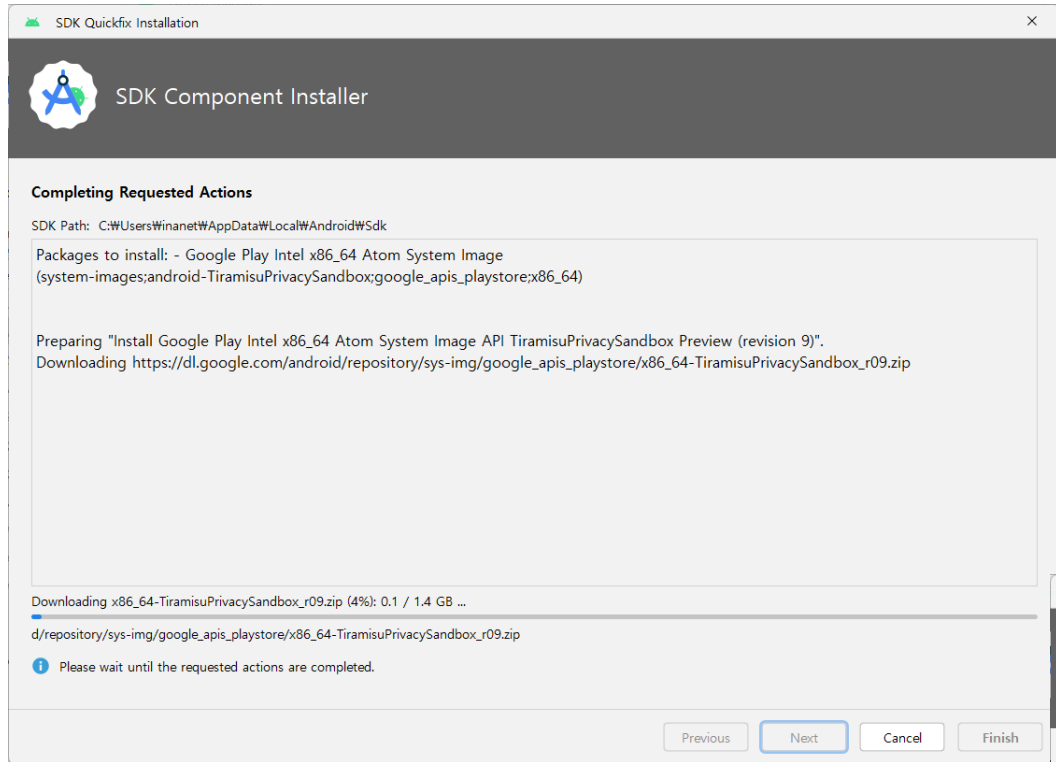 SDK Quickfix Installation
SDK Component Installer
Completing Requested Actions
SDK Path: C:₩Users₩inanet₩AppData₩Local₩Android₩Sdk
Packages to install: - Google Play Intel x86_64 Atom System Image
(system-images;android-TiramisuPrivacySandbox;google_apis_playstore;x86_64)
Preparing "Install Google Play Intel x86_64 Atom System Image API TiramisuPrivacySandbox Preview (revision 9)".
Downloading https://dl.google.com/android/repository/sys-img/google_apis_playstore/x86_64-TiramisuPrivacySandbox_r09.zip
Downloading x86_64-TiramisuPrivacySandbox_r09.zip (4%): 0.1 / 1.4 GB ...
d/repository/sys-img/google_apis_playstore/x86_64-TiramisuPrivacySandbox_r09.zip
Please wait until the requested actions are completed.
Previous Next Cancel Finish